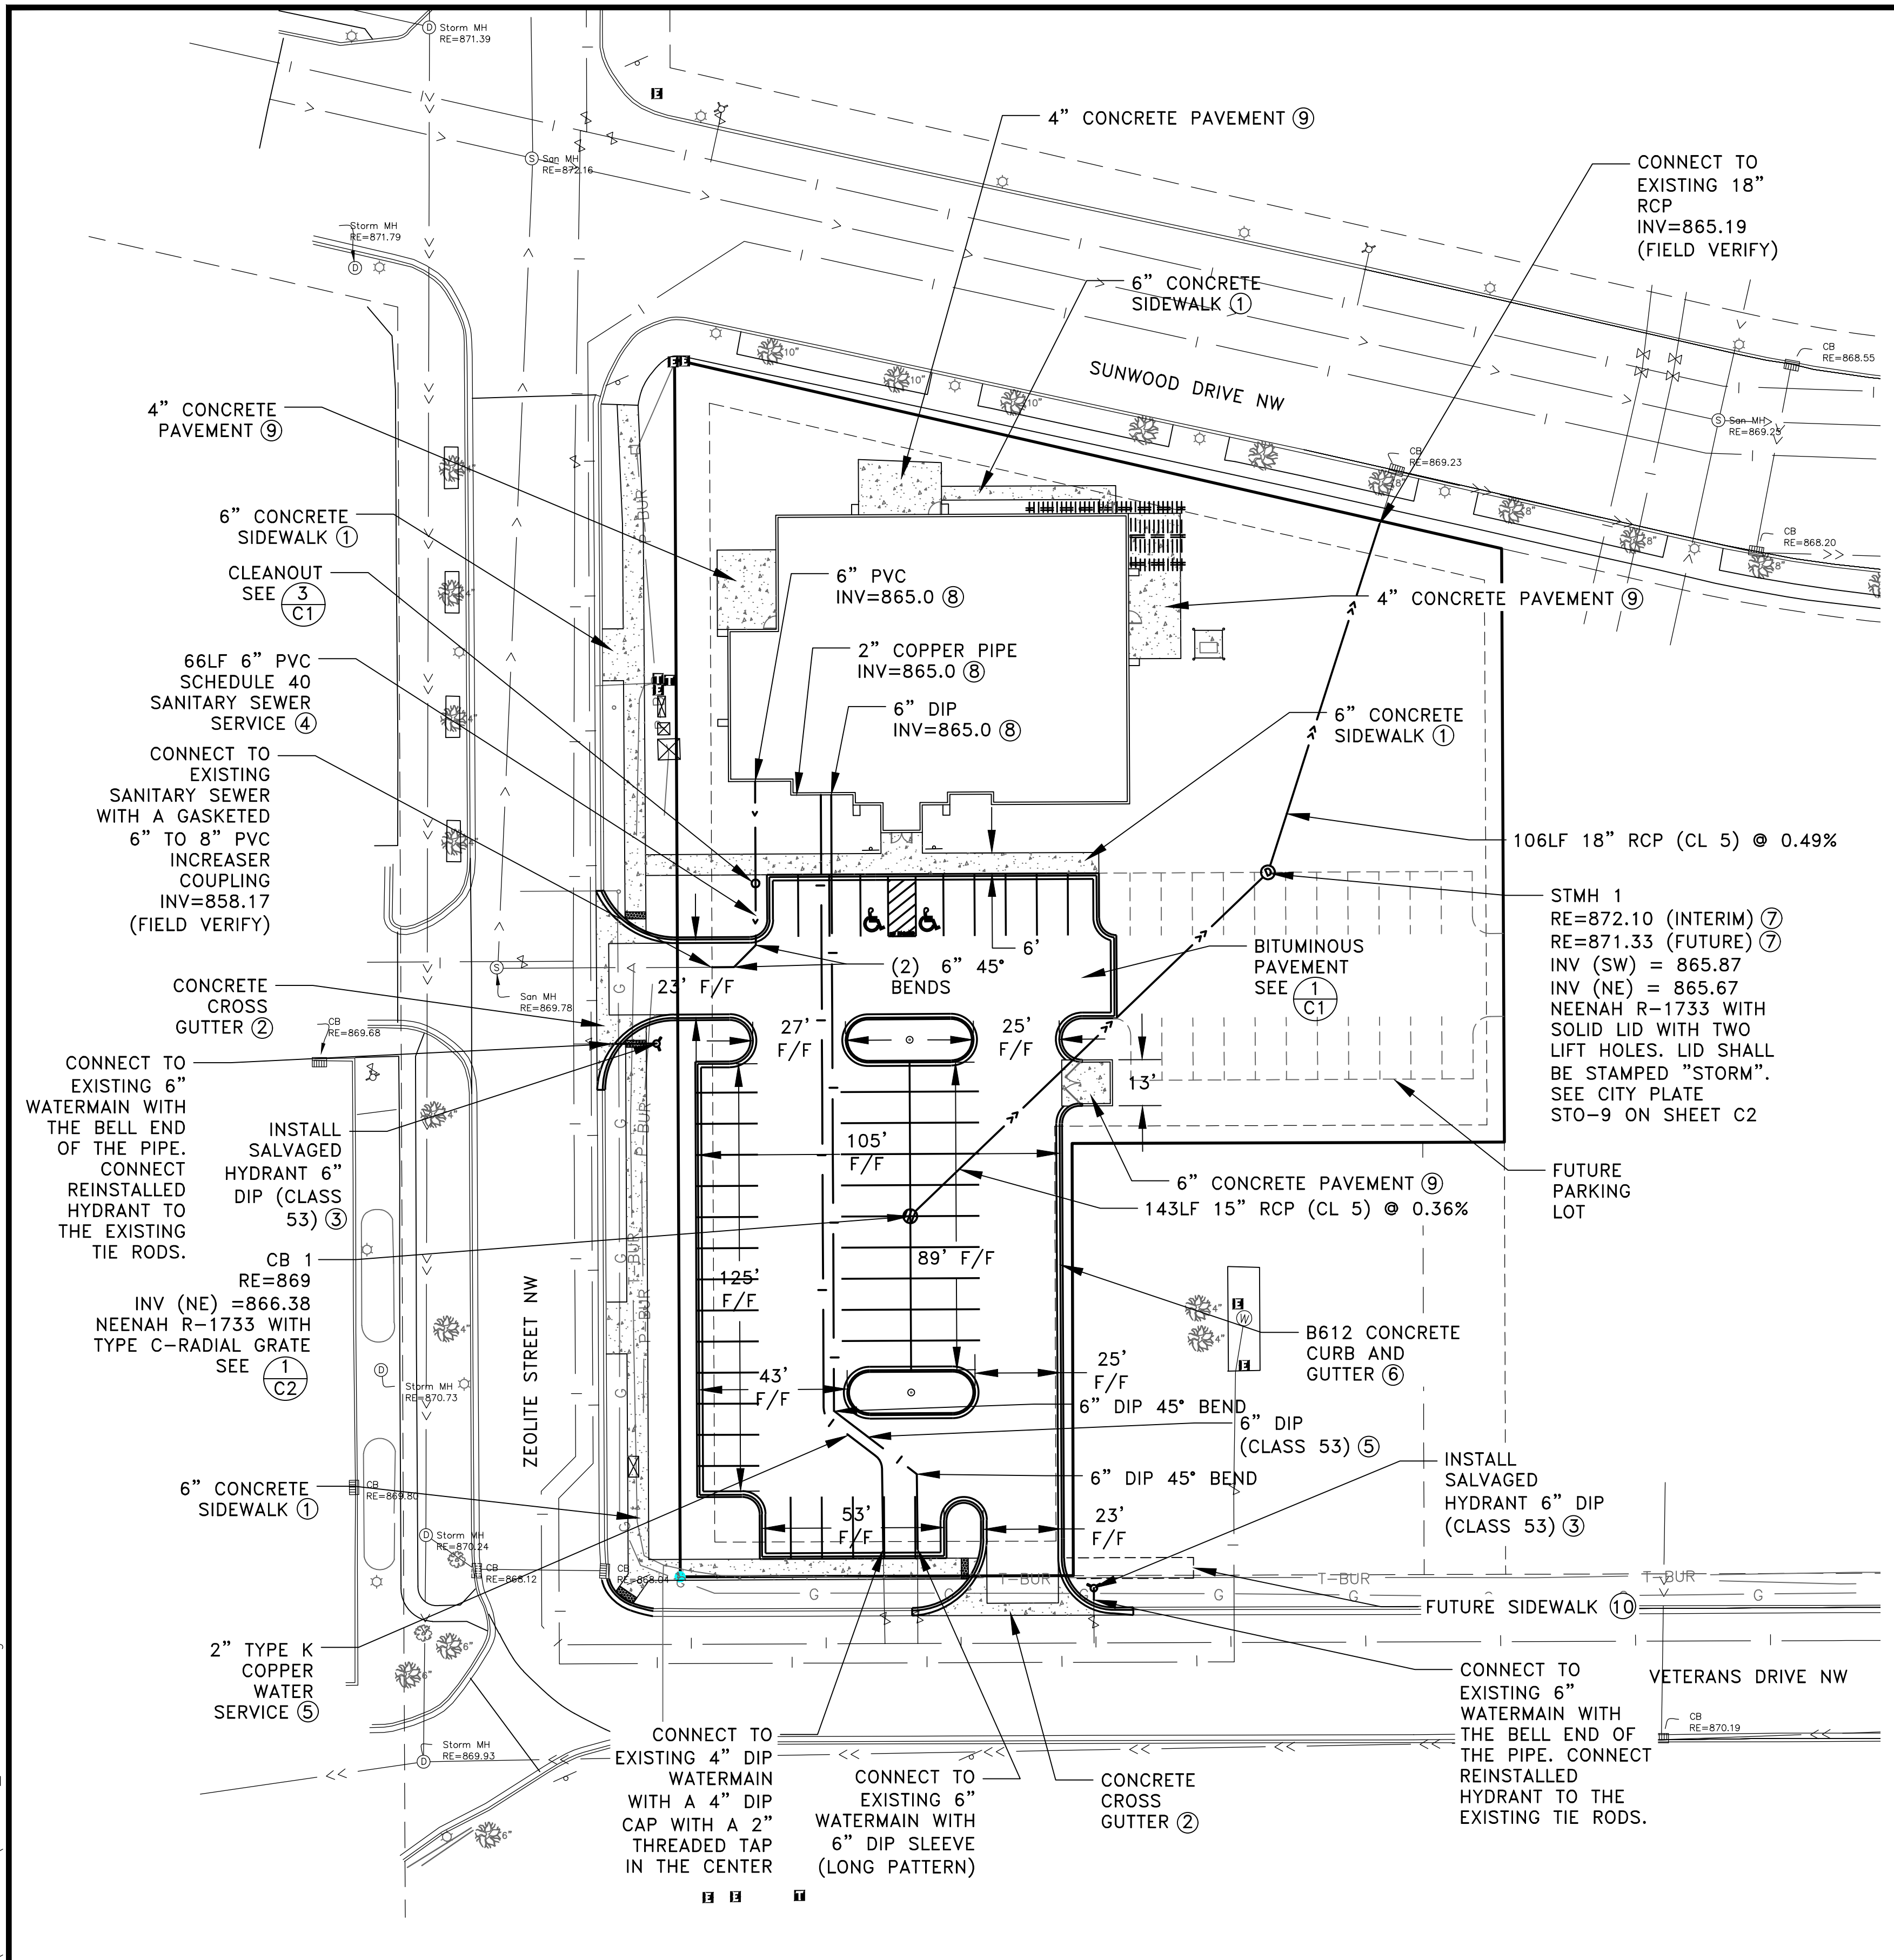 Storm MH
RE=871.39
San MH
RE=872.16
Storm MH
RE=871.79
4" CONCRETE PAVEMENT 9
CONNECT TO
EXISTING 18"
RCP
INV=865.19
(FIELD VERIFY)
6" CONCRETE
SIDEWALK 1
SUNWOOD DRIVE NW
CB
RE=868.55
San MH
RE=869.25
CB
RE=869.23
CB
RE=868.20
10"
10"
10"
8"
8"
8"
8"
4" CONCRETE
PAVEMENT 9
6" CONCRETE
SIDEWALK 1
CLEANOUT
SEE 3
C1
66LF 6" PVC
SCHEDULE 40
SANITARY SEWER
SERVICE 4
CONNECT TO
EXISTING
SANITARY SEWER
WITH A GASKETED
6" TO 8" PVC
INCREASER
COUPLING
INV=858.17
(FIELD VERIFY)
CONCRETE
CROSS
GUTTER 2
CB
RE=869.68
San MH
RE=869.78
CONNECT TO
EXISTING 6"
WATERMAIN WITH
THE BELL END
OF THE PIPE.
CONNECT
REINSTALLED
HYDRANT TO
THE EXISTING
TIE RODS.
INSTALL
SALVAGED
HYDRANT 6"
DIP (CLASS
53) 3
CB 1
RE=869
INV (NE) =866.38
NEENAH R-1733 WITH
TYPE C-RADIAL GRATE
SEE 1
C2
Storm MH
RE=870.73
ZEOLITE STREET NW
6" CONCRETE
SIDEWALK 1
CB
RE=869.80
Storm MH
RE=870.24
CB
RE=868.12
CB
RE=868.04
2" TYPE K
COPPER
WATER
SERVICE 5
Storm MH
RE=869.93
6" PVC
INV=865.0 8
2" COPPER PIPE
INV=865.0 8
6" DIP
INV=865.0 8
4" CONCRETE PAVEMENT 9
6" CONCRETE
SIDEWALK 1
106LF 18" RCP (CL 5) @ 0.49%
STMH 1
RE=872.10 (INTERIM) 7
RE=871.33 (FUTURE) 7
INV (SW) = 865.87
INV (NE) = 865.67
NEENAH R-1733 WITH
SOLID LID WITH TWO
LIFT HOLES. LID SHALL
BE STAMPED "STORM".
SEE CITY PLATE
STO-9 ON SHEET C2
BITUMINOUS
PAVEMENT
SEE 1
C1
6'
(2) 6" 45°
BENDS
23' F/F
27'
F/F
25'
F/F
13'
105'
F/F
6" CONCRETE PAVEMENT 9
143LF 15" RCP (CL 5) @ 0.36%
FUTURE
PARKING
LOT
89' F/F
125'
F/F
B612 CONCRETE
CURB AND
GUTTER 6
43'
F/F
25'
F/F
6" DIP 45° BEND
6" DIP
(CLASS 53) 5
6" DIP 45° BEND
INSTALL
SALVAGED
HYDRANT 6" DIP
(CLASS 53) 3
53'
F/F
23'
F/F
T-BUR
T-BUR
T-BUR
FUTURE SIDEWALK 10
VETERANS DRIVE NW
CB
RE=870.19
CONNECT TO
EXISTING 6"
WATERMAIN WITH
THE BELL END OF
THE PIPE. CONNECT
REINSTALLED
HYDRANT TO THE
EXISTING TIE RODS.
CONNECT TO
EXISTING 4" DIP
WATERMAIN
WITH A 4" DIP
CAP WITH A 2"
THREADED TAP
IN THE CENTER
CONNECT TO
EXISTING 6"
WATERMAIN WITH
6" DIP SLEEVE
(LONG PATTERN)
CONCRETE
CROSS
GUTTER 2
E E T